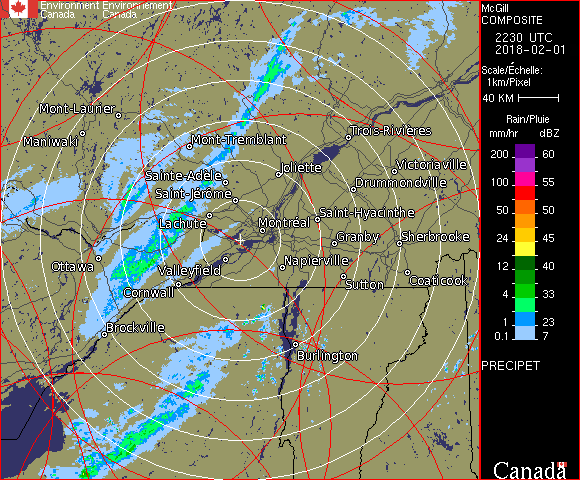 Environment Environnement
Canada Canada
McGill
COMPOSITE
2230 UTC
2018-02-01
Scale/Échelle:
1km/Pixel
40 KM
Rain/Pluie
mm/hr dBZ
200 60
100 55
50 50
24 45
12 40
4 33
1 23
0.1 7
PRECIPET
Canada
Mont-Laurier
Maniwaki
Mont-Tremblant
Trois-Rivières
Joliette
Victoriaville
Sainte-Adèle
Drummondville
Saint-Jérôme
Saint-Hyacinthe
Lachute
Montréal
Granby
Sherbrooke
Ottawa
Valleyfield
Napierville
Cornwall
Sutton
Coaticook
Brockville
Burlington